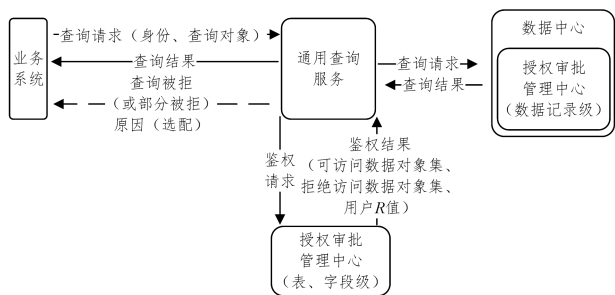 业务
系统
查询请求（身份、查询对象）
查询结果
查询被拒
（或部分被拒）
原因（选配）
通用查询
服务
查询请求
查询结果
数据中心
授权审批
管理中心
（数据记录级）
鉴权
请求
鉴权结果
（可访问数据对象集、
拒绝访问数据对象集、
用户R值）
授权审批
管理中心
（表、字段级）